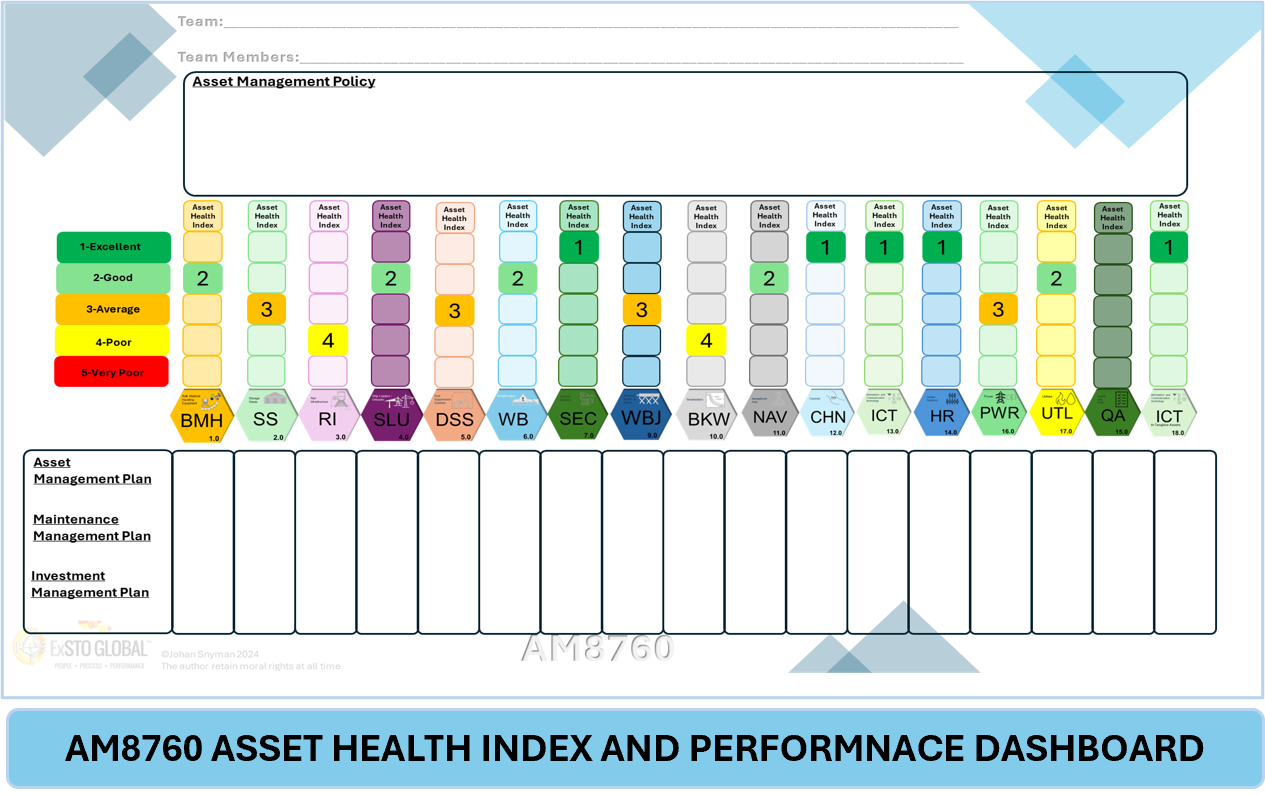 Team:
Team Members:
Asset Management Policy
Asset Health Index Asset Health Index Asset Health Index Asset Health Index Asset Health Index Asset Health Index Asset Health Index Asset Health Index Asset Health Index Asset Health Index Asset Health Index Asset Health Index Asset Health Index Asset Health Index Asset Health Index Asset Health Index Asset Health Index
1-Excellent 1 1 1 1 1
2-Good 2 2 2 2 2
3-Average 3 3 3 3
4-Poor 4 4
5-Very Poor
BMH SS RI SLU DSS WB SEC WBJ BKW NAV CHN ICT HR PWR UTL QA ICT
1.0 2.0 3.0 4.0 5.0 6.0 7.0 9.0 10.0 11.0 12.0 13.0 14.0 16.0 17.0 15.0 18.0
Asset
Management Plan
Maintenance
Management Plan
Investment
Management Plan
ExSTO GLOBAL
PEOPLE • PROCESS • PERFORMANCE
©Johan Snyman 2024
The author retain moral rights at all time
AM8760
AM8760 ASSET HEALTH INDEX AND PERFORMNACE DASHBOARD